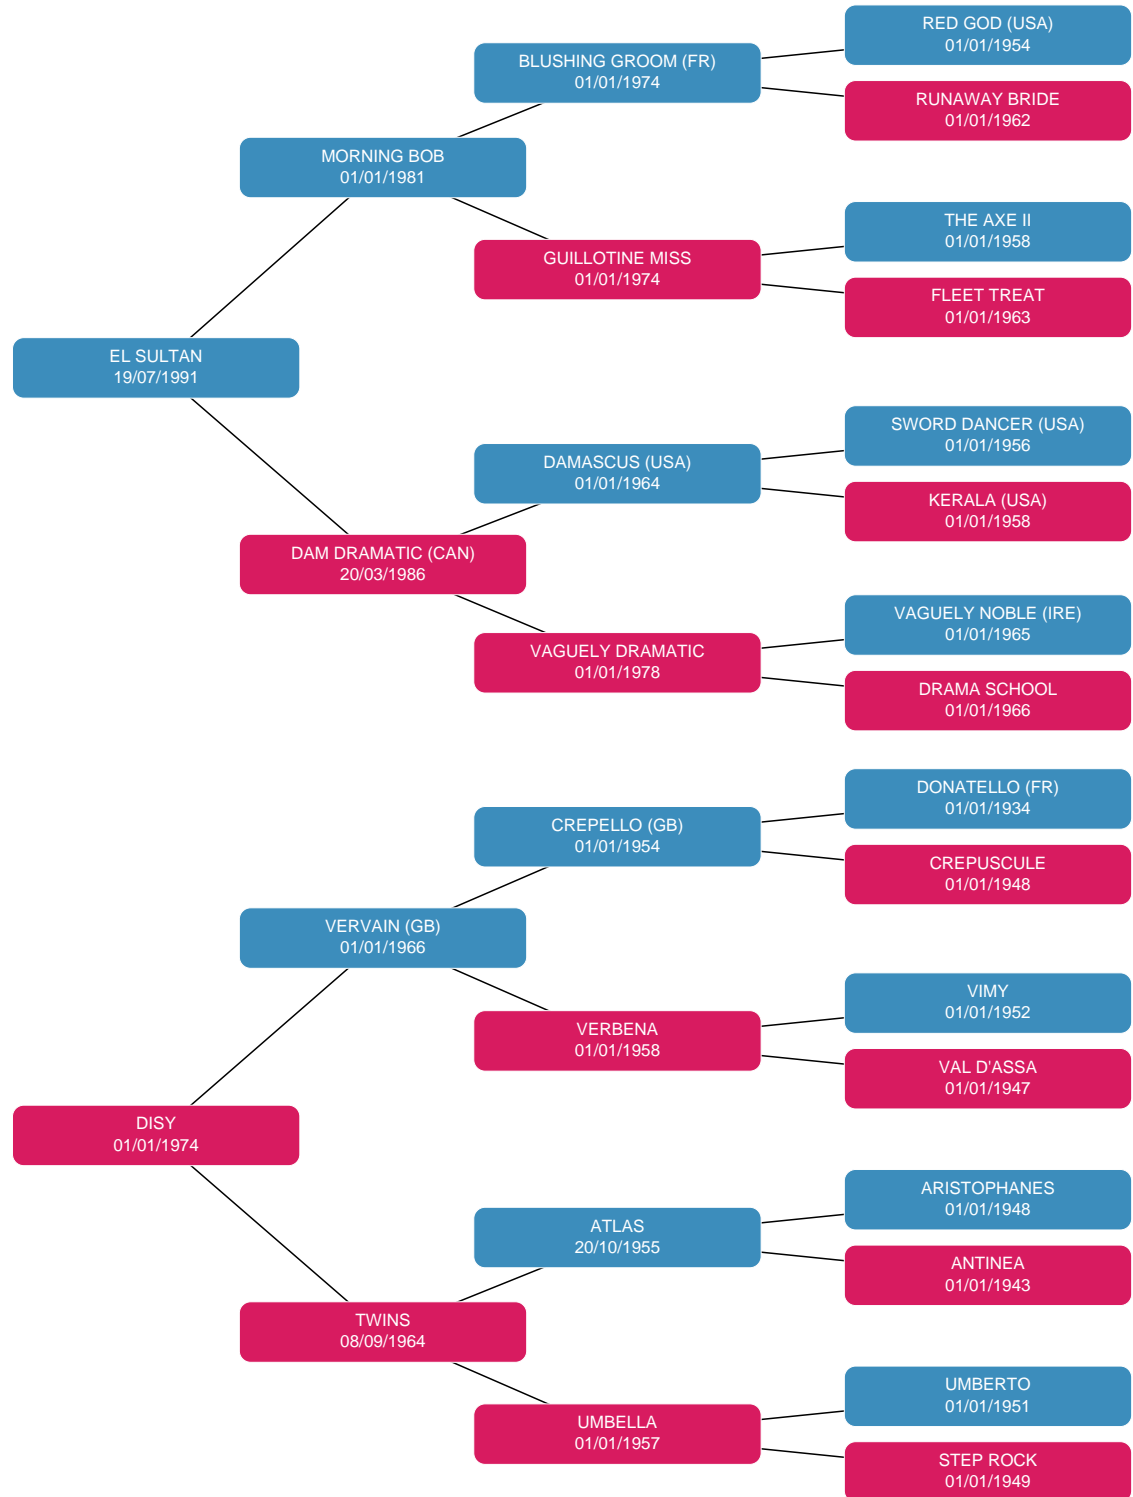 RED GOD (USA)
01/01/1954
BLUSHING GROOM (FR)
01/01/1974
RUNAWAY BRIDE
01/01/1962
MORNING BOB
01/01/1981
THE AXE II
01/01/1958
GUILLOTINE MISS
01/01/1974
FLEET TREAT
01/01/1963
EL SULTAN
19/07/1991
SWORD DANCER (USA)
01/01/1956
DAMASCUS (USA)
01/01/1964
KERALA (USA)
01/01/1958
DAM DRAMATIC (CAN)
20/03/1986
VAGUELY NOBLE (IRE)
01/01/1965
VAGUELY DRAMATIC
01/01/1978
DRAMA SCHOOL
01/01/1966
DONATELLO (FR)
01/01/1934
CREPELLO (GB)
01/01/1954
CREPUSCULE
01/01/1948
VERVAIN (GB)
01/01/1966
VIMY
01/01/1952
VERBENA
01/01/1958
VAL D'ASSA
01/01/1947
DISY
01/01/1974
ARISTOPHANES
01/01/1948
ATLAS
20/10/1955
ANTINEA
01/01/1943
TWINS
08/09/1964
UMBERTO
01/01/1951
UMBELLA
01/01/1957
STEP ROCK
01/01/1949